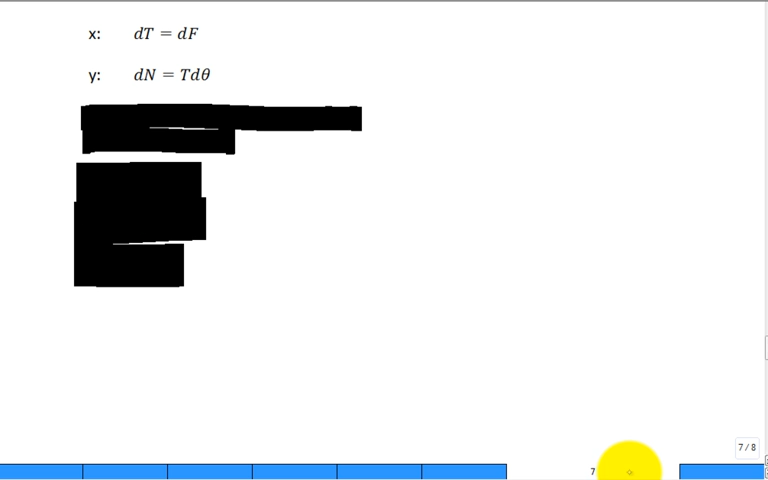 x: dT = dF
y: dN = Tdθ
7 / 8
7